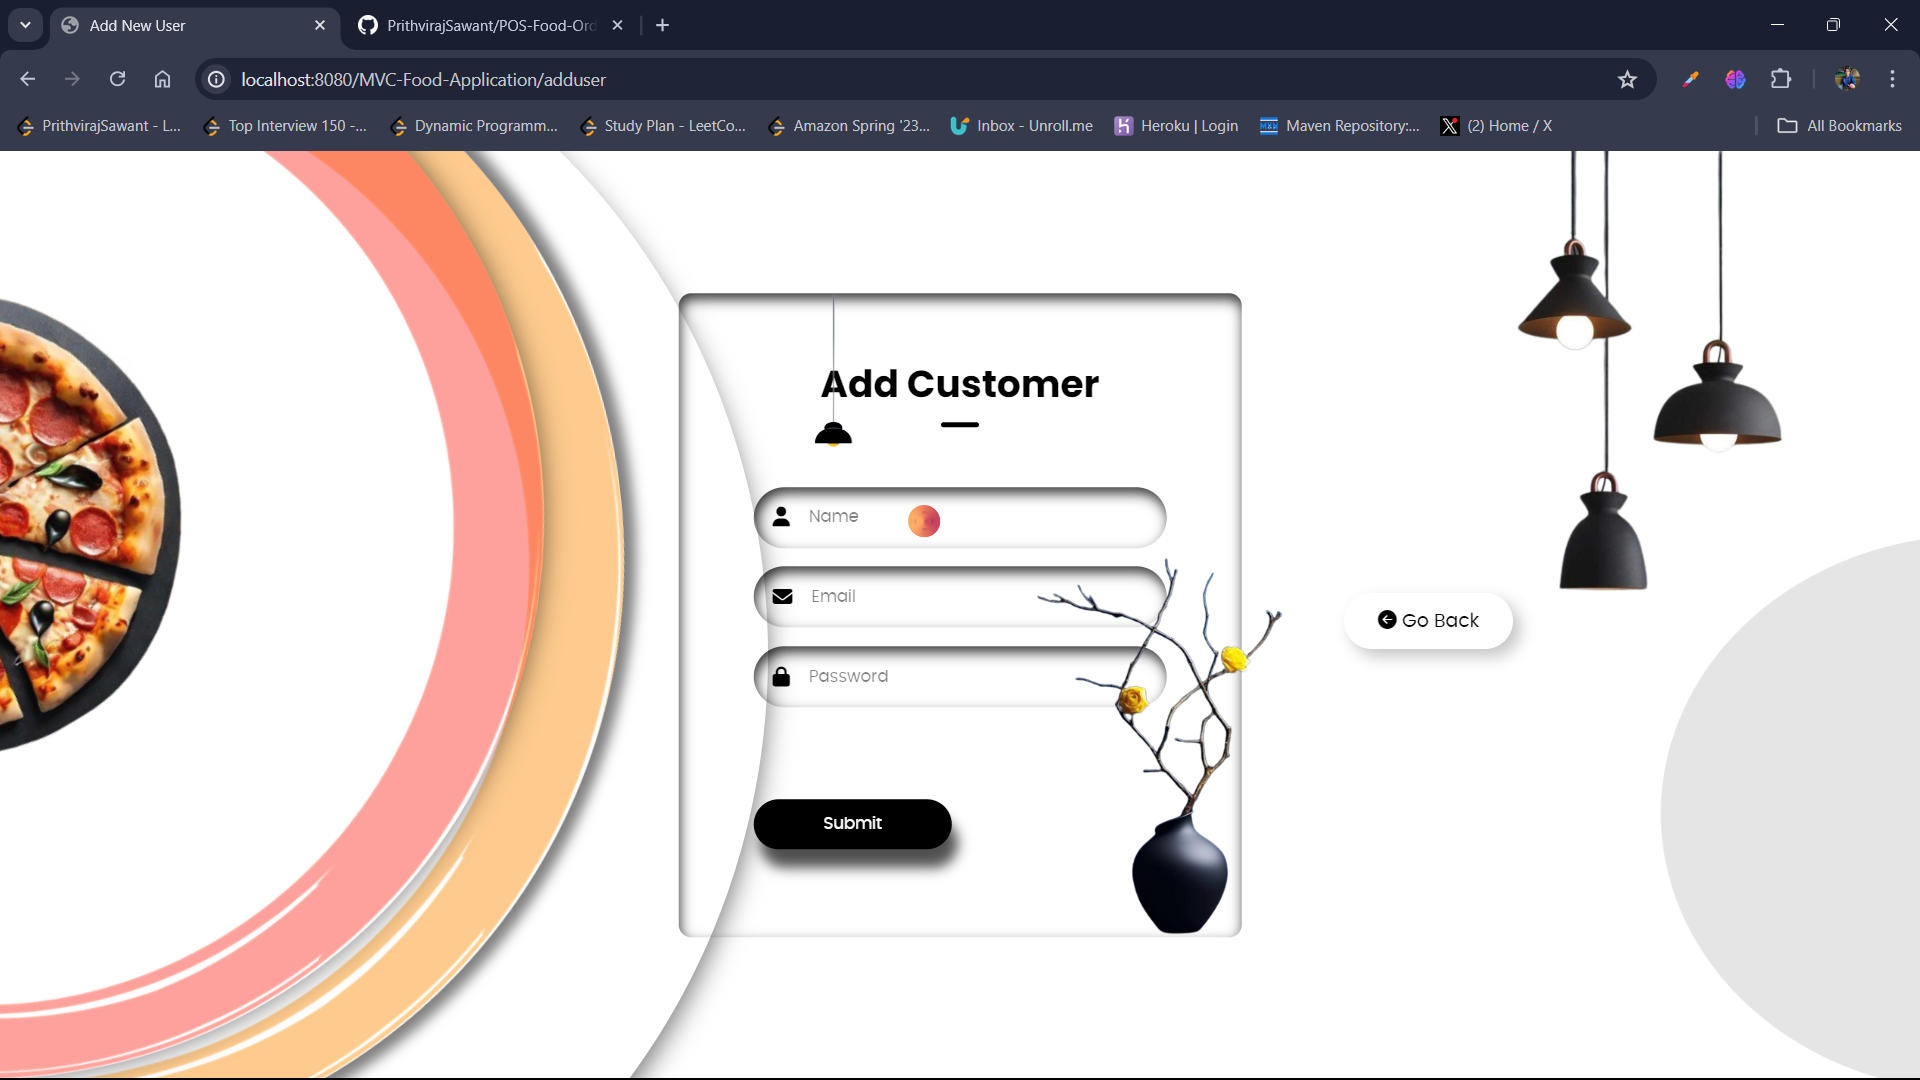 Add New User
PrithvirajSawant/POS-Food-Ord
localhost:8080/MVC-Food-Application/adduser
PrithvirajSawant - L...
Top Interview 150 -...
Dynamic Programm...
Study Plan - LeetCo...
Amazon Spring '23...
Inbox - Unroll.me
Heroku | Login
Maven Repository:...
(2) Home / X
All Bookmarks
Add Customer
Name
Email
Password
Go Back
Submit